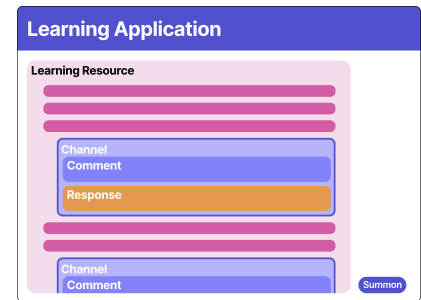 Learning Application
Learning Resource
Channel
Comment
Response
Channel
Comment
Summon